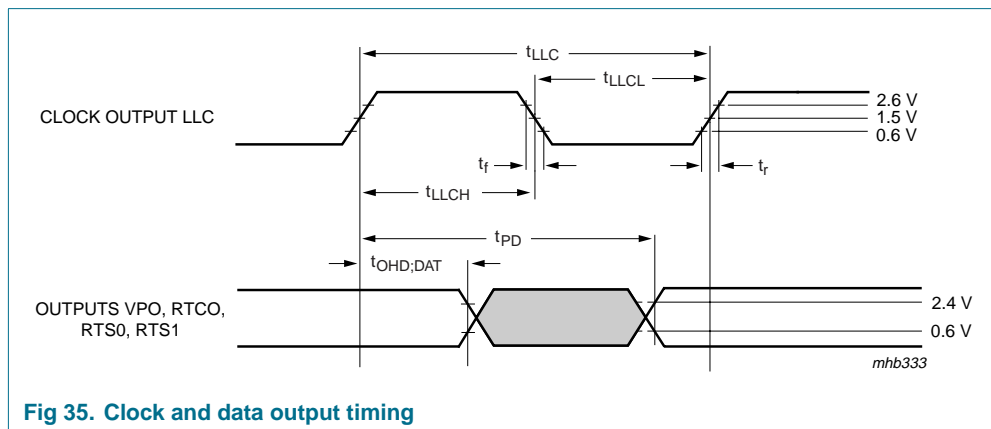 tLLC
tLLCL
CLOCK OUTPUT LLC
2.6 V
1.5 V
0.6 V
tf
tr
tLLCH
tPD
tOHD;DAT
OUTPUTS VPO, RTCO,
RTS0, RTS1
2.4 V
0.6 V
mhb333
Fig 35. Clock and data output timing